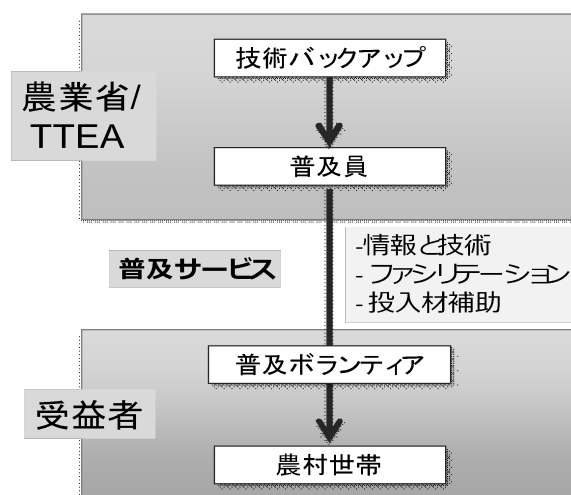 技術バックアップ
農業省/
TTEA
普及員
普及サービス
-情報と技術
- ファシリテーション
- 投入材補助
普及ボランティア
受益者
農村世帯